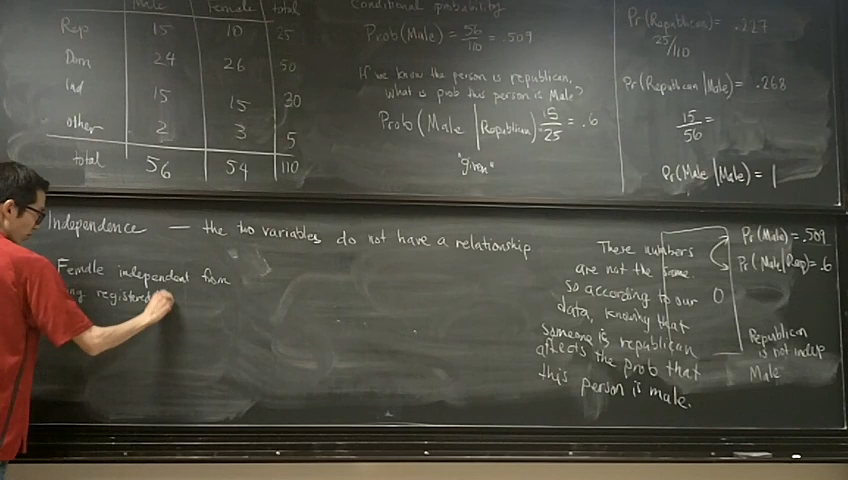 Male Female total
Rep 15 10 25
Dem 24 26 50
Ind 15 15 30
other 2 3 5
total 56 54 110
Conditional probability
Prob(Male) = 56/110 = .509
If we know the person is republican,
what is prob this person is Male?
Prob(Male | Republican) 15/25 = .6
"given"
Pr(Republican) = .227
25/110
Pr(Republican | Male) = .268
15/56 =
Pr(Male | Male) = 1
Independence — the two variables do not have a relationship
Female independent from
registered
These numbers
are not the same
so according to our
data, knowing that
someone is republican
affects the prob that
this person is male.
Pr(Male) = .509
Pr(Male | Rep) = .6
Republican
is not indep
Male